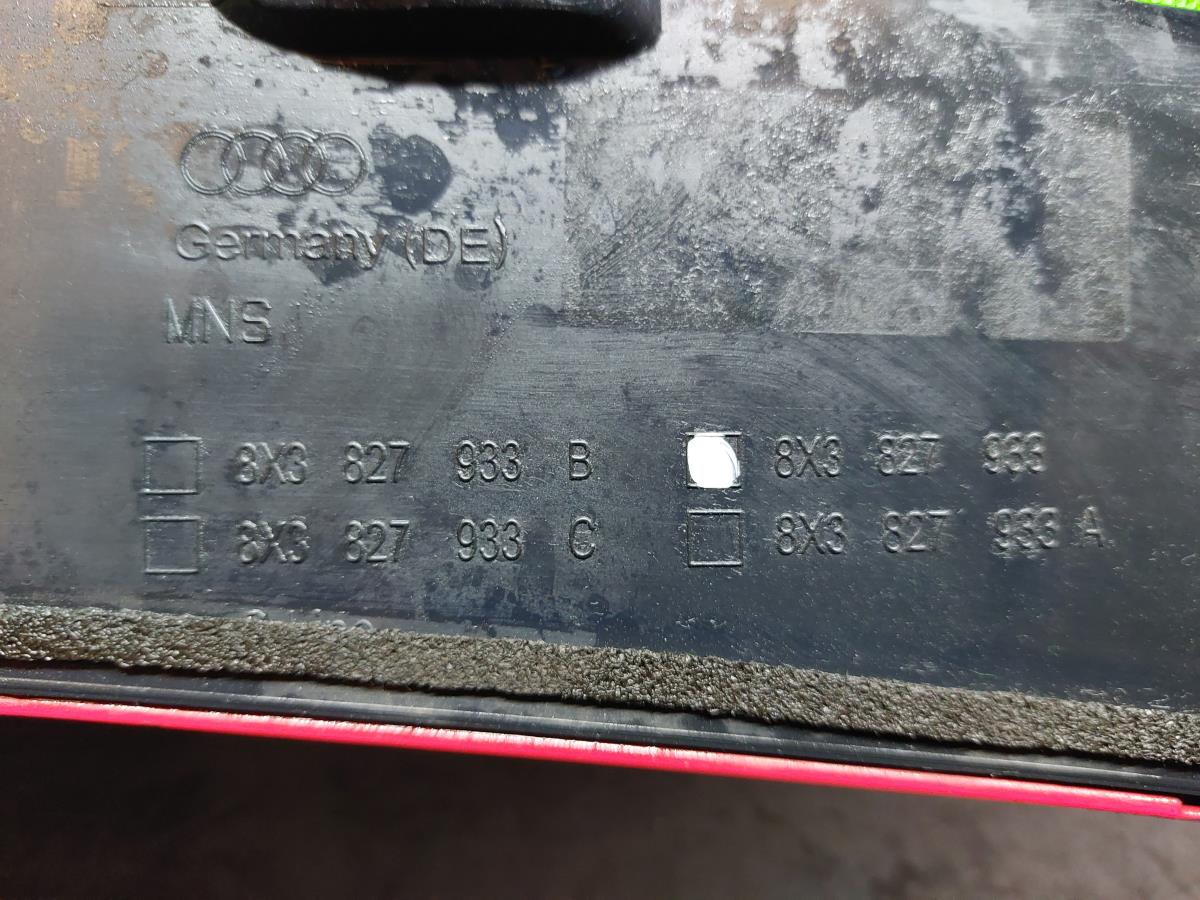 Germany (DE)
MNS
8X3 827 933 B 8X3 827 933
8X3 827 933 C 8X3 827 933 A